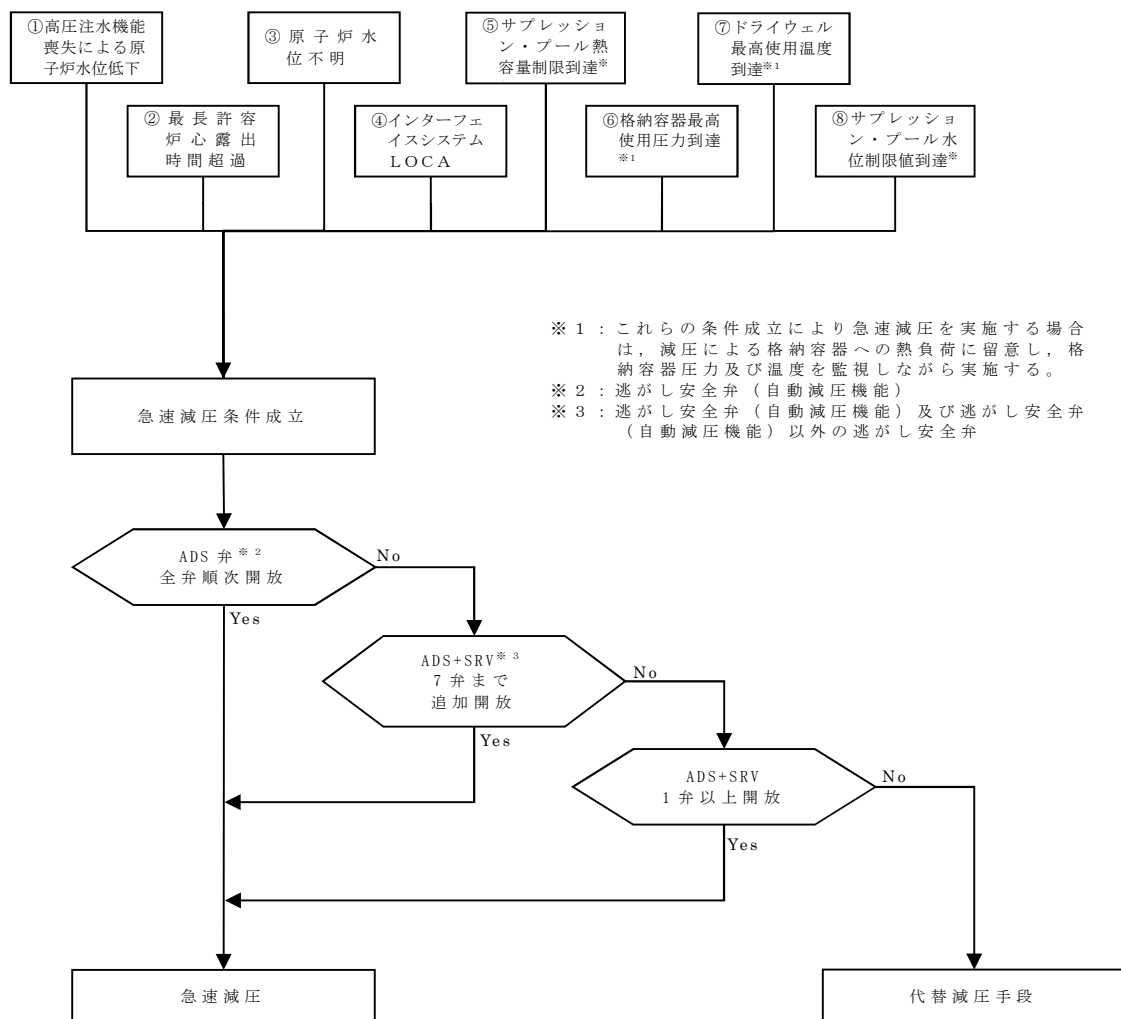 ①高圧注水機能
喪失による原
子炉水位低下
③原子炉水
位不明
⑤サプレッショ
ン・プール熱
容量制限到達※
⑦ドライウェル
最高使用温度
到達※1
②最長許容
炉心露出
時間超過
④インターフェ
イスシステム
LOCA
⑥格納容器最高
使用圧力到達
※1
⑧サプレッショ
ン・プール水
位制限値到達※
※1：これらの条件成立により急速減圧を実施する場合
は，減圧による格納容器への熱負荷に留意し，格
納容器圧力及び温度を監視しながら実施する。
※2：逃がし安全弁（自動減圧機能）
※3：逃がし安全弁（自動減圧機能）及び逃がし安全弁
（自動減圧機能）以外の逃がし安全弁
急速減圧条件成立
ADS弁※2
全弁順次開放
No
Yes
ADS+SRV※3
7弁まで
追加開放
No
Yes
ADS+SRV
1弁以上開放
No
Yes
急速減圧
代替減圧手段